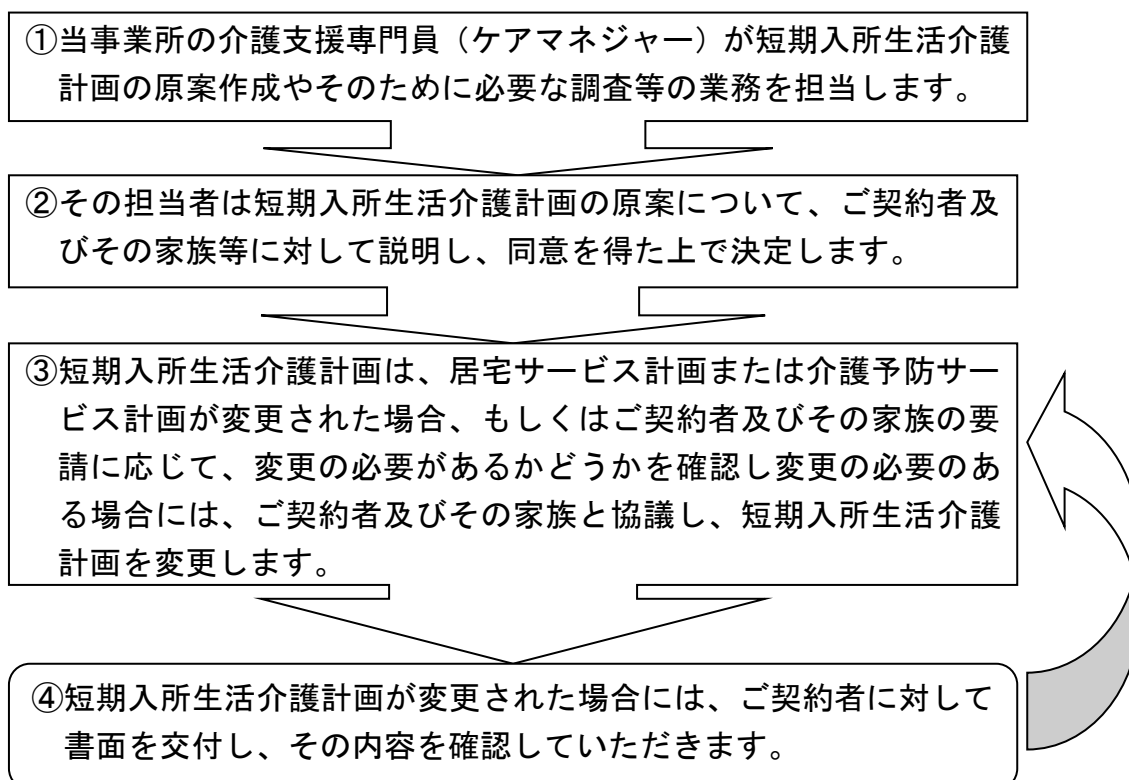 ①当事業所の介護支援専門員（ケアマネジャー）が短期入所生活介護
計画の原案作成やそのために必要な調査等の業務を担当します。
②その担当者は短期入所生活介護計画の原案について、ご契約者及
びその家族等に対して説明し、同意を得た上で決定します。
③短期入所生活介護計画は、居宅サービス計画または介護予防サー
ビス計画が変更された場合、もしくはご契約者及びその家族の要
請に応じて、変更の必要があるかどうかを確認し変更の必要のあ
る場合には、ご契約者及びその家族と協議し、短期入所生活介護
計画を変更します。
④短期入所生活介護計画が変更された場合には、ご契約者に対して
書面を交付し、その内容を確認していただきます。